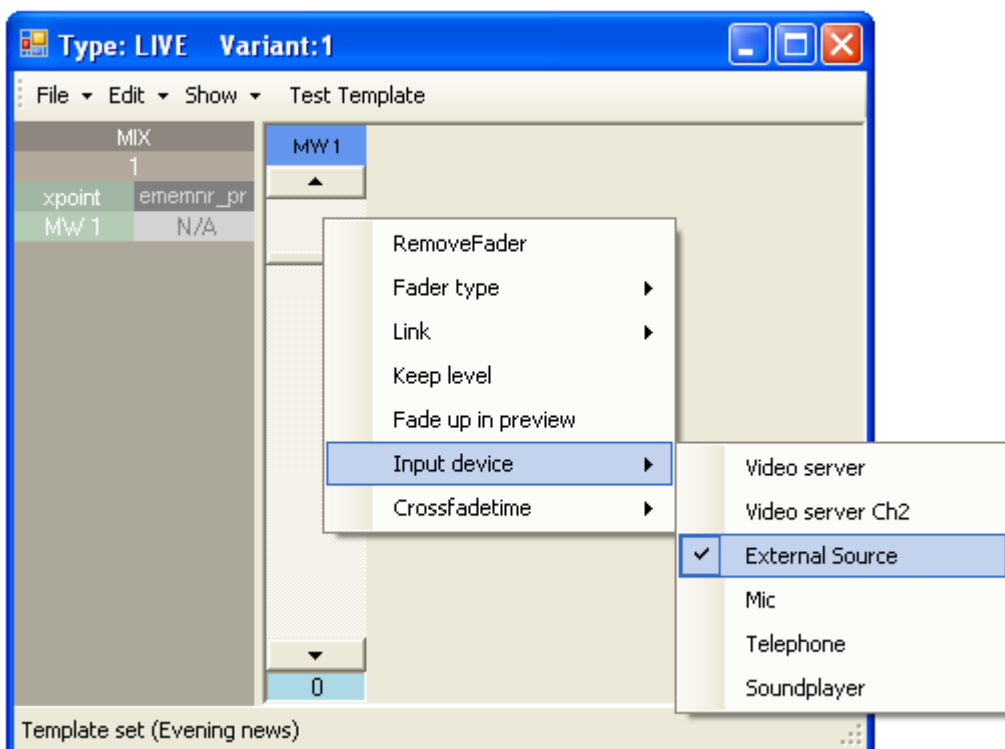 Type: LIVE Variant:1
File Edit Show Test Template
MIX
1
xpoint ememnr_pr
MW 1 N/A
MW 1
RemoveFader
Fader type
Link
Keep level
Fade up in preview
Input device
Crossfadetime
Video server
Video server Ch2
External Source
Mic
Telephone
Soundplayer
0
Template set (Evening news)